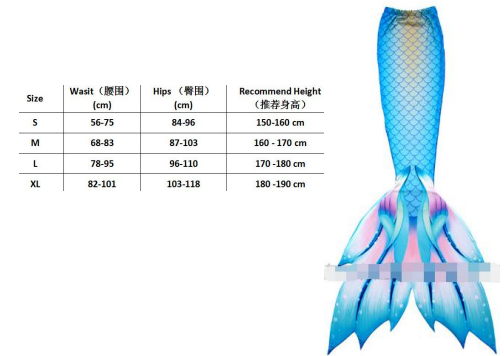 Size Wasit（腰围）(cm) Hips （臀围）(cm) Recommend Height（推荐身高）
S 56-75 84-96 150-160 cm
M 68-83 87-103 160 - 170 cm
L 78-95 96-110 170 -180 cm
XL 82-101 103-118 180 -190 cm